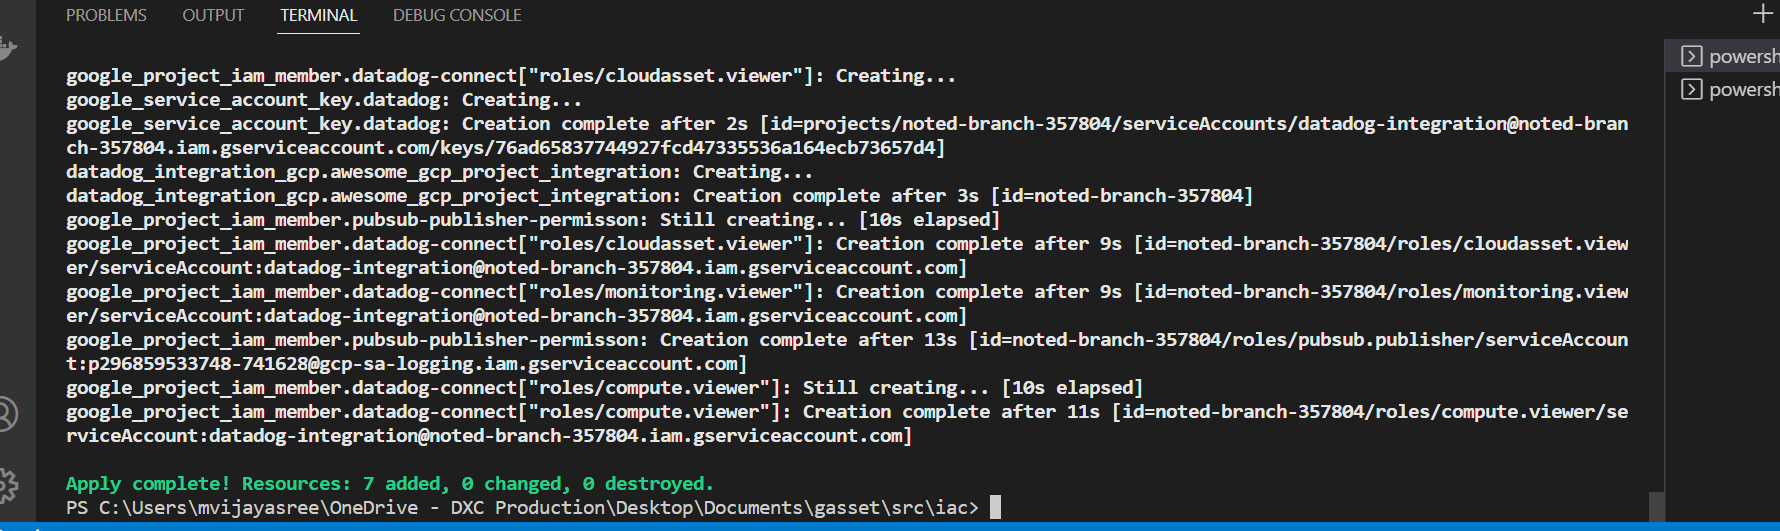 PROBLEMS OUTPUT TERMINAL DEBUG CONSOLE
google_project_iam_member.datadog-connect["roles/cloudasset.viewer"]: Creating...
google_service_account_key.datadog: Creating...
google_service_account_key.datadog: Creation complete after 2s [id=projects/noted-branch-357804/serviceAccounts/datadog-integration@noted-bran
ch-357804.iam.gserviceaccount.com/keys/76ad65837744927fcd47335536a164ecb73657d4]
datadog_integration_gcp.awesome_gcp_project_integration: Creating...
datadog_integration_gcp.awesome_gcp_project_integration: Creation complete after 3s [id=noted-branch-357804]
google_project_iam_member.pubsub-publisher-permisson: Still creating... [10s elapsed]
google_project_iam_member.datadog-connect["roles/cloudasset.viewer"]: Creation complete after 9s [id=noted-branch-357804/roles/cloudasset.view
er/serviceAccount:datadog-integration@noted-branch-357804.iam.gserviceaccount.com]
google_project_iam_member.datadog-connect["roles/monitoring.viewer"]: Creation complete after 9s [id=noted-branch-357804/roles/monitoring.view
er/serviceAccount:datadog-integration@noted-branch-357804.iam.gserviceaccount.com]
google_project_iam_member.pubsub-publisher-permisson: Creation complete after 13s [id=noted-branch-357804/roles/pubsub.publisher/serviceAccoun
t:p296859533748-741628@gcp-sa-logging.iam.gserviceaccount.com]
google_project_iam_member.datadog-connect["roles/compute.viewer"]: Still creating... [10s elapsed]
google_project_iam_member.datadog-connect["roles/compute.viewer"]: Creation complete after 11s [id=noted-branch-357804/roles/compute.viewer/se
rviceAccount:datadog-integration@noted-branch-357804.iam.gserviceaccount.com]
Apply complete! Resources: 7 added, 0 changed, 0 destroyed.
PS C:\Users\mvijayasree\OneDrive - DXC Production\Desktop\Documents\gasset\src\iac>
powersh
powersh